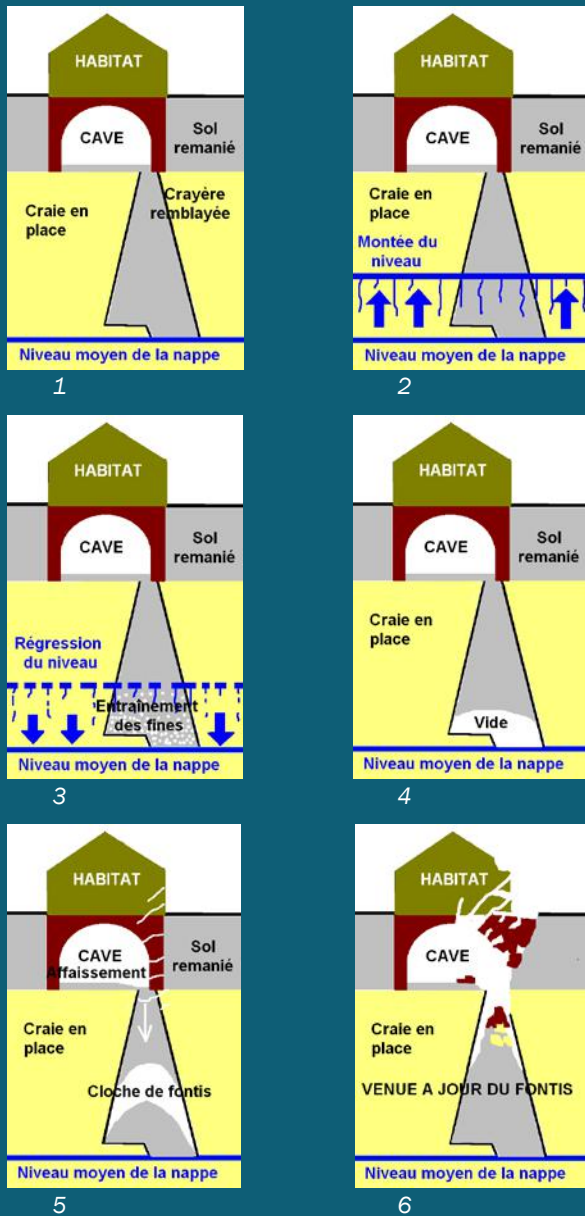 HABITAT
CAVE
Sol
remanié
Craie en
place
Crayère
remblayée
Niveau moyen de la nappe
1
HABITAT
CAVE
Sol
remanié
Craie en
place
Montée du
niveau
Niveau moyen de la nappe
2
HABITAT
CAVE
Sol
remanié
Régression
du niveau
Entraînement
des fines
Niveau moyen de la nappe
3
HABITAT
CAVE
Sol
remanié
Craie en
place
Vide
Niveau moyen de la nappe
4
HABITAT
CAVE
Affaissement
Sol
remanié
Craie en
place
Cloche de fontis
Niveau moyen de la nappe
5
HABITAT
CAVE
Craie en
place
VENUE A JOUR DU FONTIS
Niveau moyen de la nappe
6